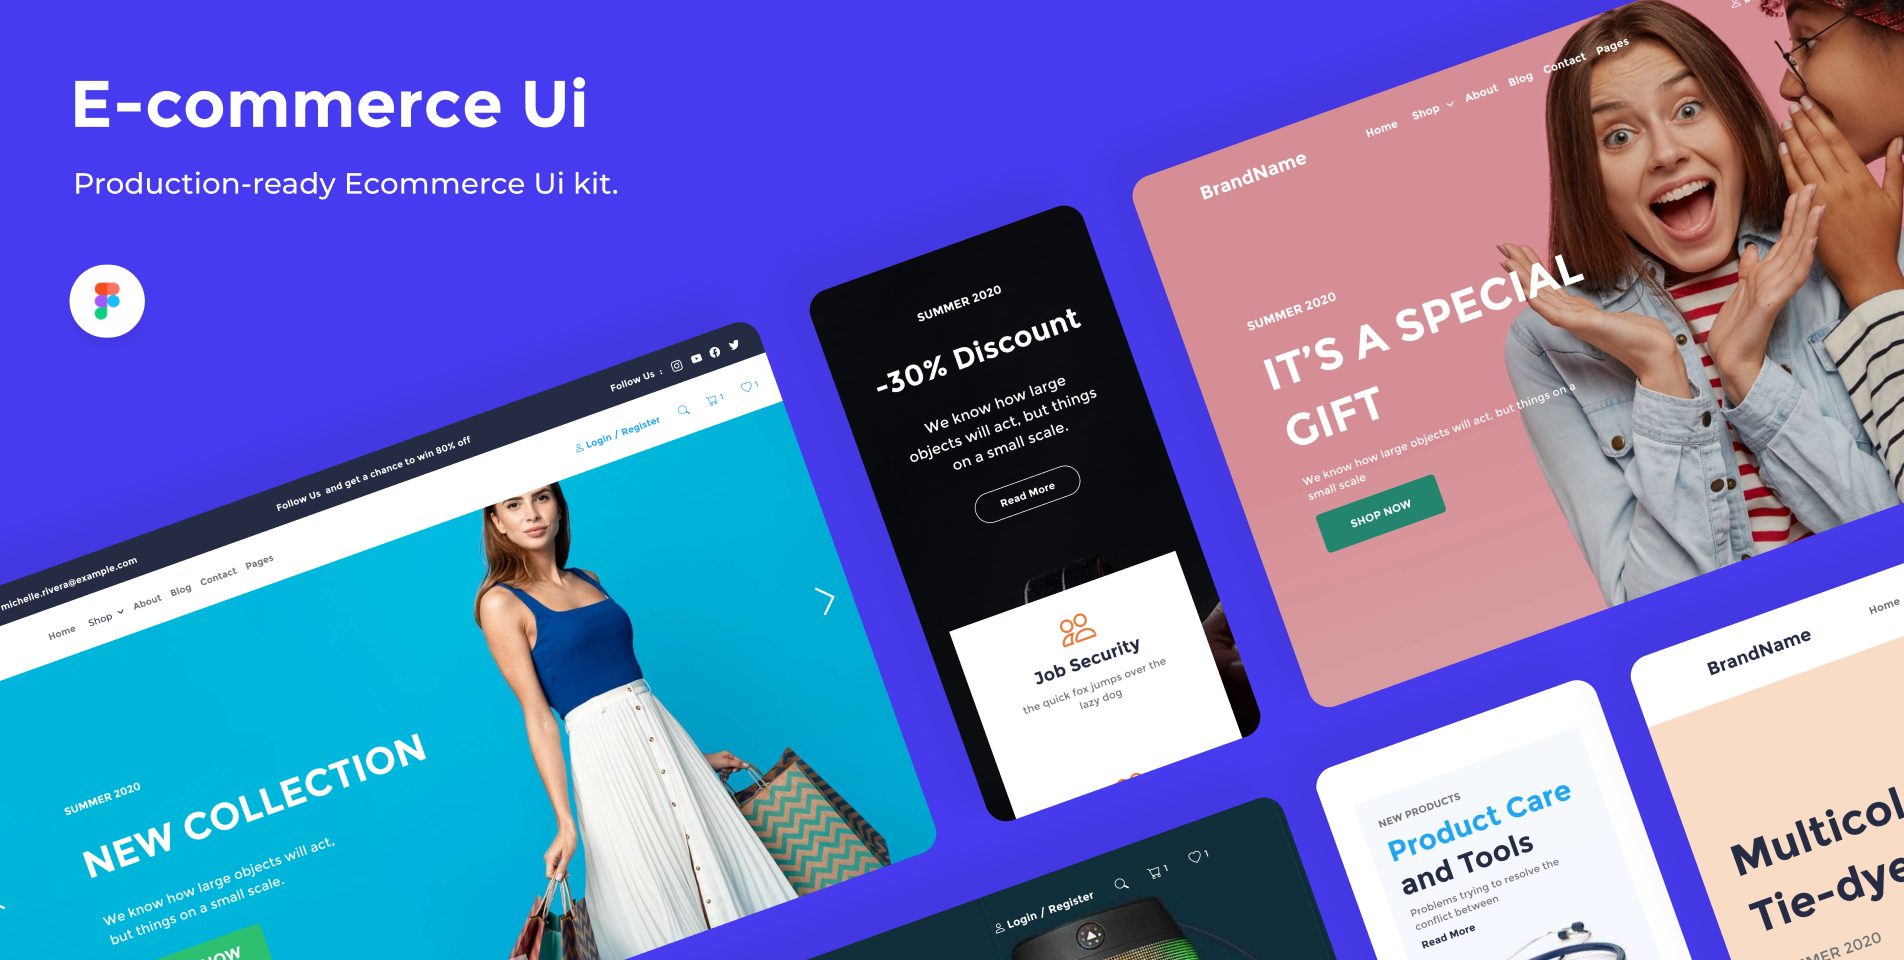 E-commerce Ui
Production-ready Ecommerce Ui kit.
michelle.rivera@example.com
Follow Us and get a chance to win 80% off
Follow Us :
Home Shop About Blog Contact Pages
Login / Register
1
1
SUMMER 2020
NEW COLLECTION
We know how large objects will act,
but things on a small scale.
SUMMER 2020
-30% Discount
We know how large
objects will act, but things
on a small scale.
Read More
Job Security
the quick fox jumps over the
lazy dog
BrandName
Home Shop About Blog Contact Pages
SUMMER 2020
IT’S A SPECIAL
GIFT
We know how large objects will act, but things on a
small scale
SHOP NOW
Login / Register
1
1
NEW PRODUCTS
Product Care
and Tools
Problems trying to resolve the
conflict between
Read More
BrandName
Home
Multicol
Tie-dye
2020